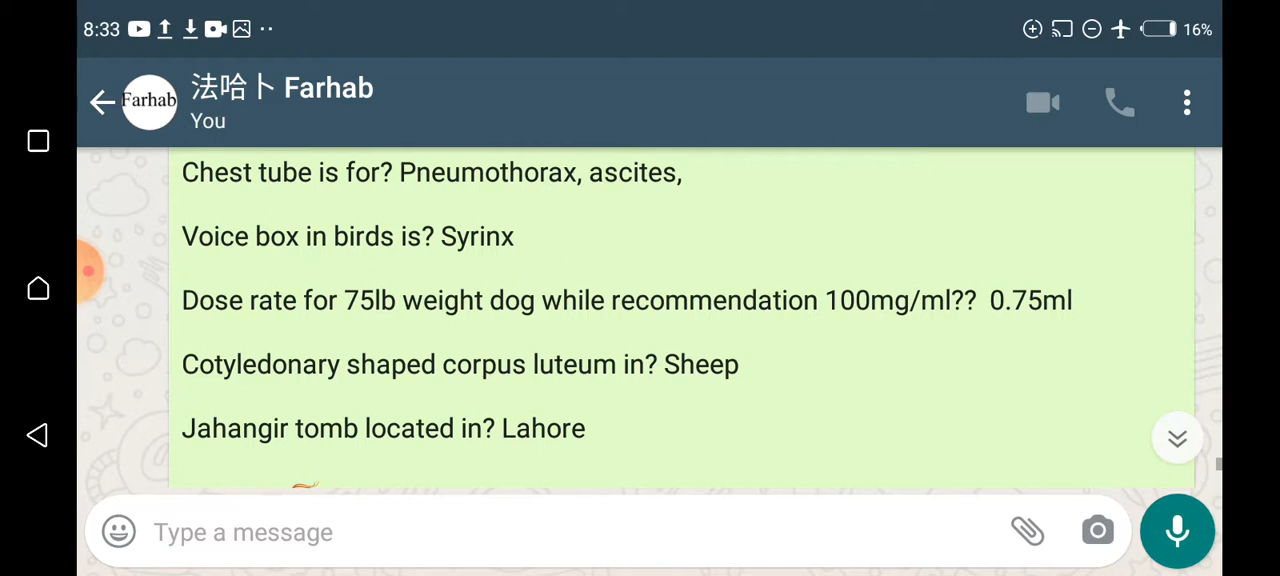 8:33
16%
Farhab
法哈卜 Farhab
You
Chest tube is for? Pneumothorax, ascites,
Voice box in birds is? Syrinx
Dose rate for 75lb weight dog while recommendation 100mg/ml?? 0.75ml
Cotyledonary shaped corpus luteum in? Sheep
Jahangir tomb located in? Lahore
Type a message